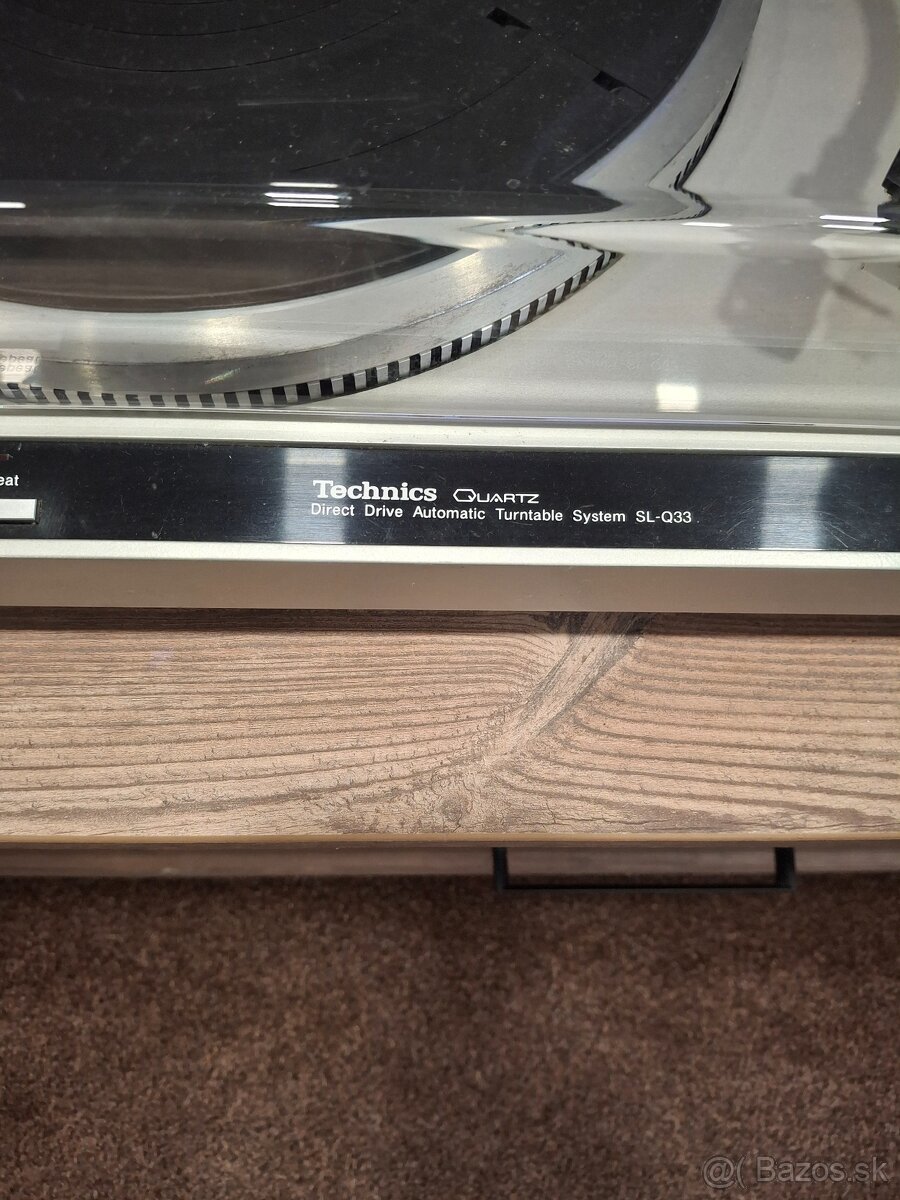 eat
Technics QUARTZ
Direct Drive Automatic Turntable System SL-Q33
@( Bazos.sk